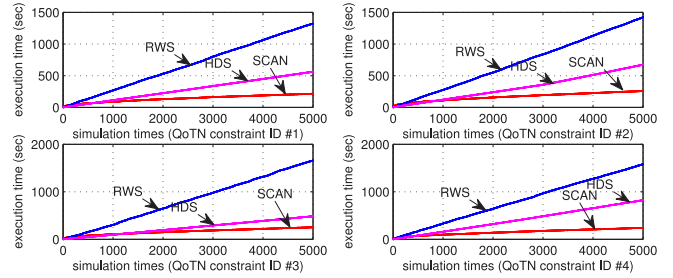 1500
1000
500
0
execution time (sec)
RWS
HDS
SCAN
0 1000 2000 3000 4000 5000
simulation times (QoTN constraint ID #1)
1500
1000
500
0
execution time (sec)
RWS
HDS
SCAN
0 1000 2000 3000 4000 5000
simulation times (QoTN constraint ID #2)
2000
1000
0
execution time (sec)
RWS
HDS
SCAN
0 1000 2000 3000 4000 5000
simulation times (QoTN constraint ID #3)
2000
1000
0
execution time (sec)
RWS
HDS
SCAN
0 1000 2000 3000 4000 5000
simulation times (QoTN constraint ID #4)